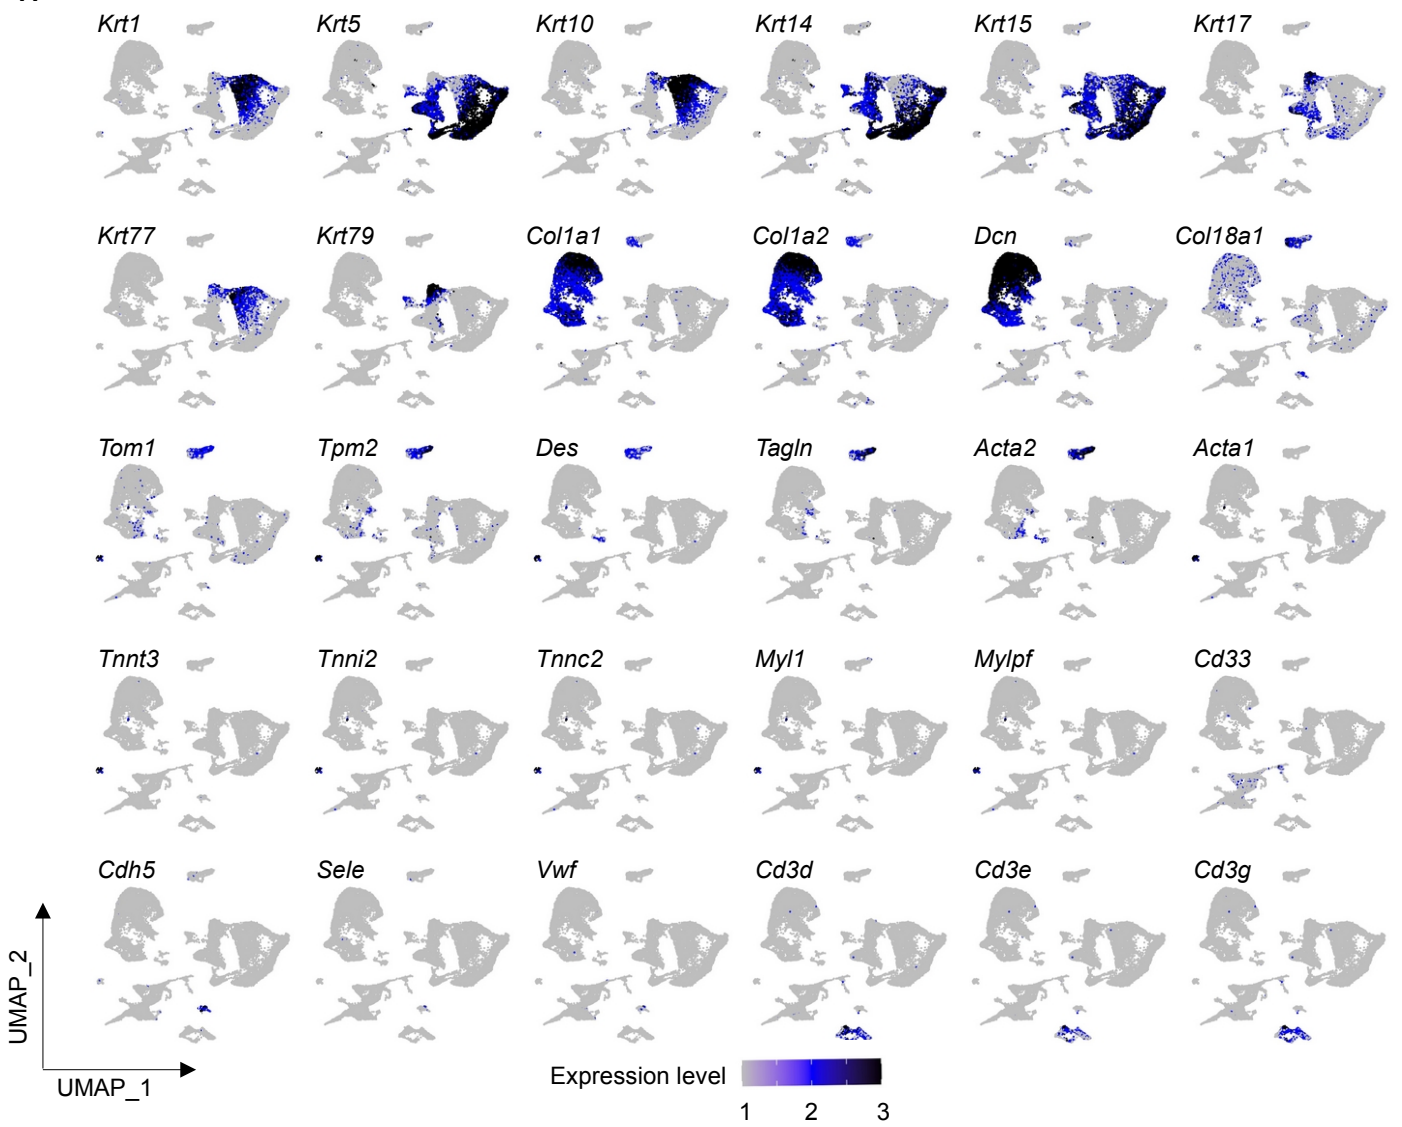 Krt1 Krt5 Krt10 Krt14 Krt15 Krt17
Krt77 Krt79 Col1a1 Col1a2 Dcn Col18a1
Tom1 Tpm2 Des Tagln Acta2 Acta1
Tnnt3 Tnni2 Tnnc2 Myl1 Mylpf Cd33
Cdh5 Sele Vwf Cd3d Cd3e Cd3g
UMAP_2
UMAP_1
Expression level
1 2 3